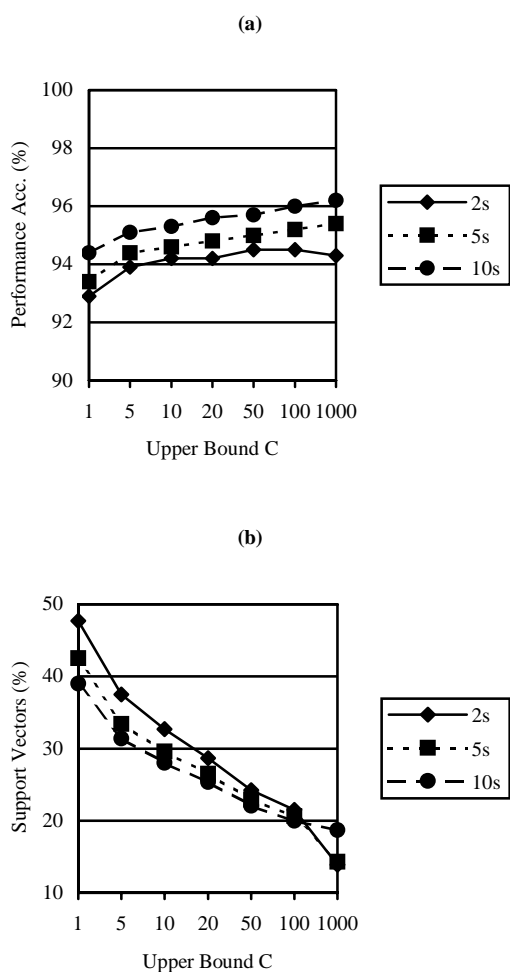 (a)
Performance Acc. (%)
100
98
96
94
92
90
1 5 10 20 50 100 1000
Upper Bound C
2s
5s
10s
(b)
Support Vectors (%)
50
40
30
20
10
1 5 10 20 50 100 1000
Upper Bound C
2s
5s
10s